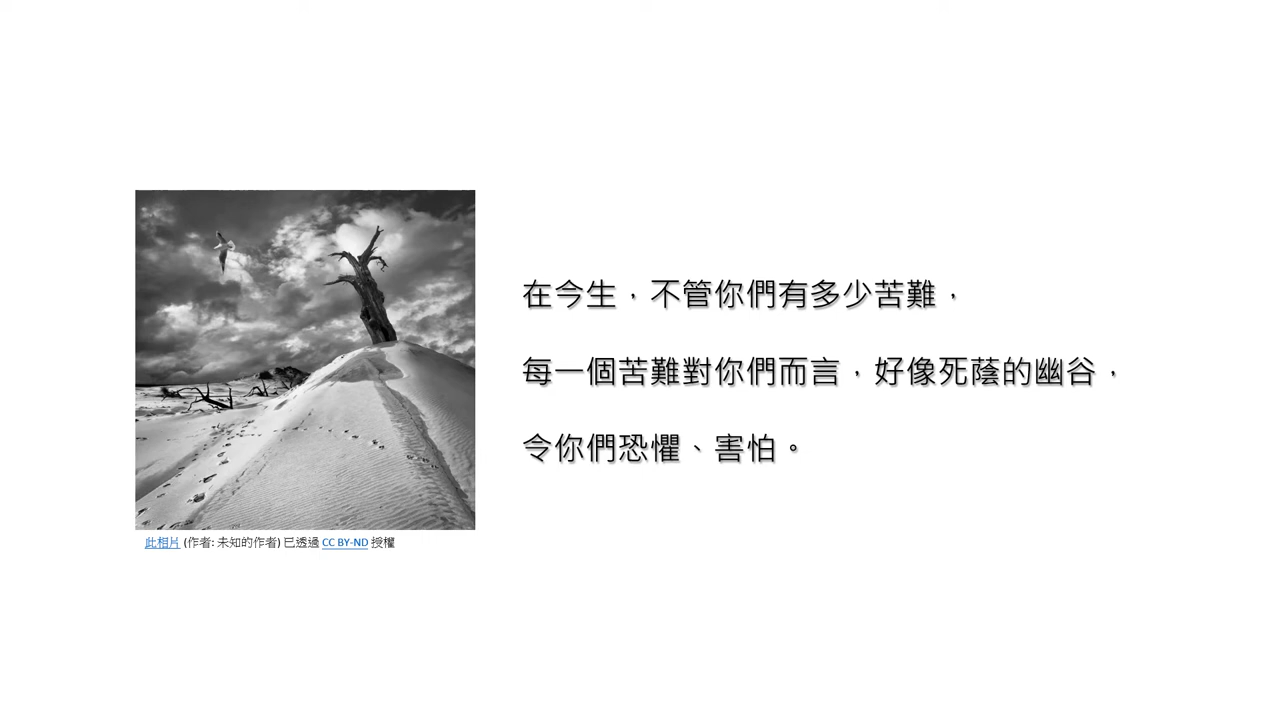 在今生，不管你們有多少苦難，
每一個苦難對你們而言，好像死蔭的幽谷，
令你們恐懼、害怕。
此相片 (作者: 未知的作者) 已透過 CC BY-ND 授權